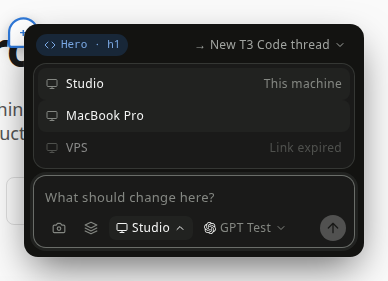 Hero · h1
→ New T3 Code thread
Studio This machine
MacBook Pro
VPS Link expired
What should change here?
Studio GPT Test